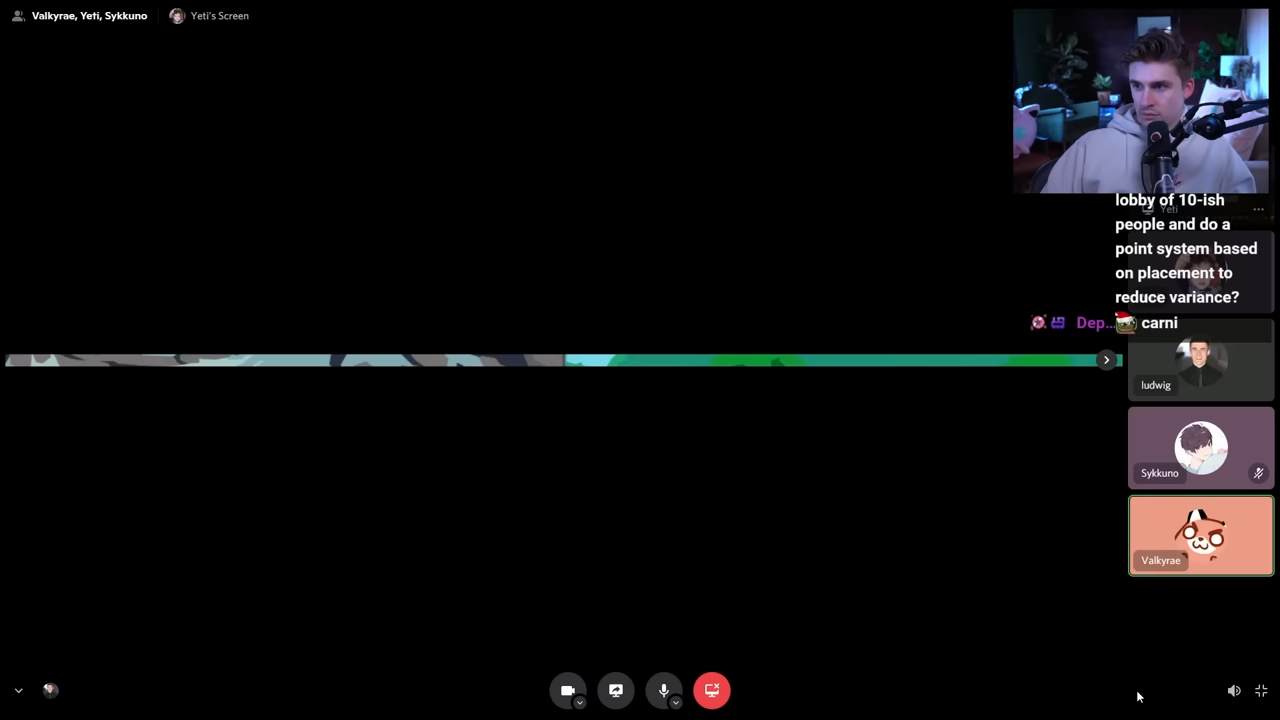 Valkyrae, Yeti, Sykkuno
Yeti's Screen
lobby of 10-ish
Yeti
people and do a
point system based
on placement to
reduce variance?
Dep... carni
ludwig
Sykkuno
Valkyrae